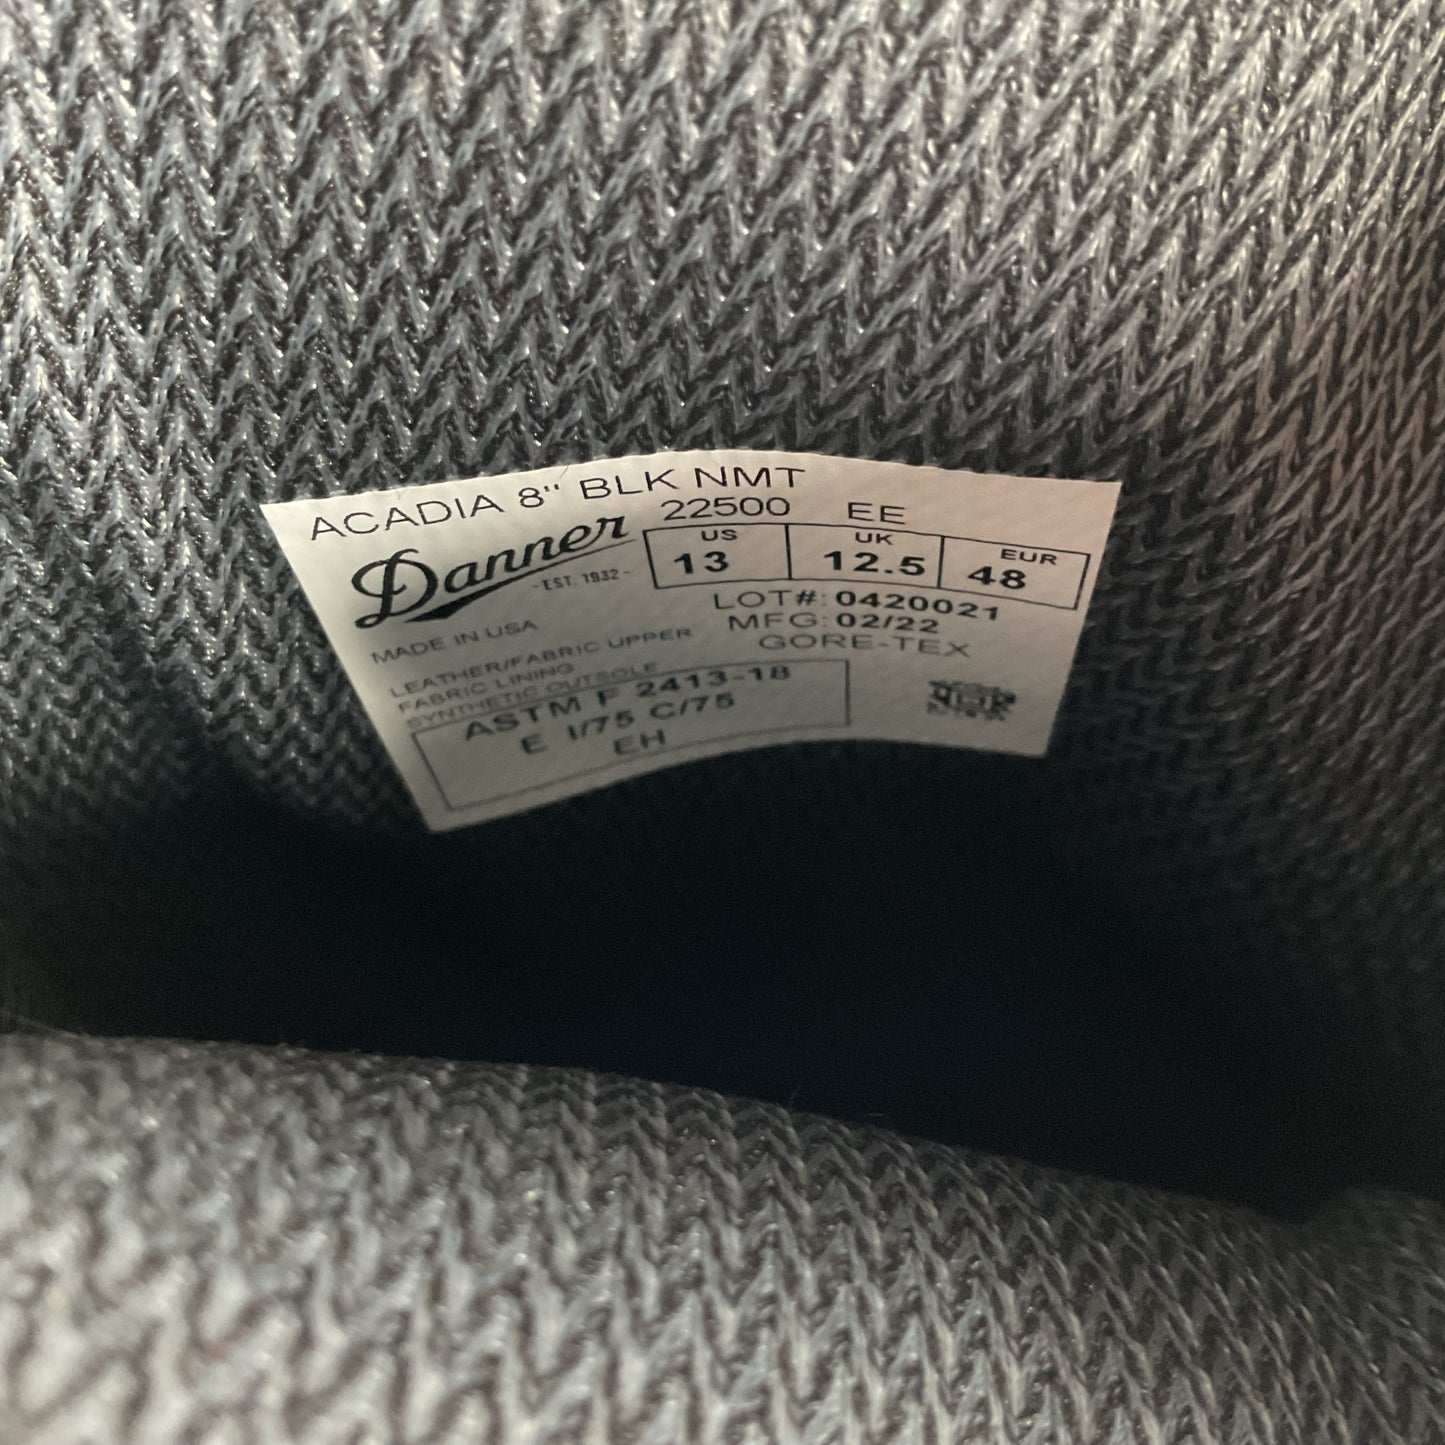 ACADIA 8" BLK NMT
22500 EE
Danner
- EST. 1932 -
US UK EUR
13 12.5 48
LOT#: 0420021
MFG: 02/22
GORE-TEX
MADE IN USA
LEATHER/FABRIC UPPER
FABRIC LINING
SYNTHETIC OUTSOLE
ASTM F 2413-18
E I/75 C/75
EH